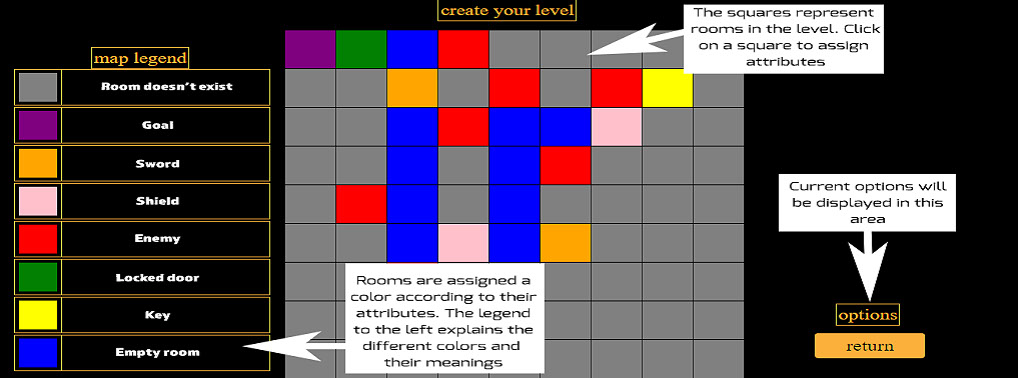 create your level
The squares represent
rooms in the level. Click
on a square to assign
attributes
map legend
Room doesn't exist
Goal
Sword
Shield
Enemy
Locked door
Key
Empty room
Current options will
be displayed in this
area
Rooms are assigned a
color according to their
attributes. The legend
to the left explains the
different colors and
their meanings
options
return